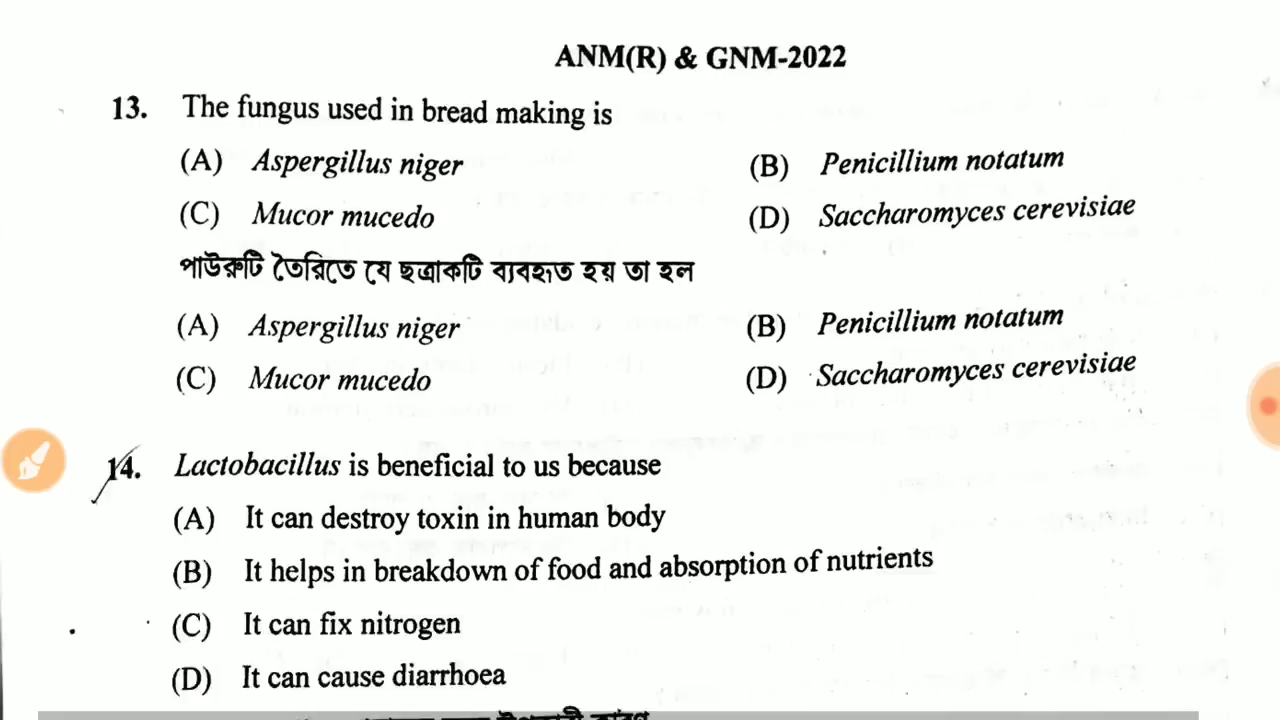 ANM(R) & GNM-2022
13. The fungus used in bread making is
(A) Aspergillus niger (B) Penicillium notatum
(C) Mucor mucedo (D) Saccharomyces cerevisiae
পাউরুটি তৈরিতে যে ছত্রাকটি ব্যবহৃত হয় তা হল
(A) Aspergillus niger (B) Penicillium notatum
(C) Mucor mucedo (D) Saccharomyces cerevisiae
14. Lactobacillus is beneficial to us because
(A) It can destroy toxin in human body
(B) It helps in breakdown of food and absorption of nutrients
(C) It can fix nitrogen
(D) It can cause diarrhoea